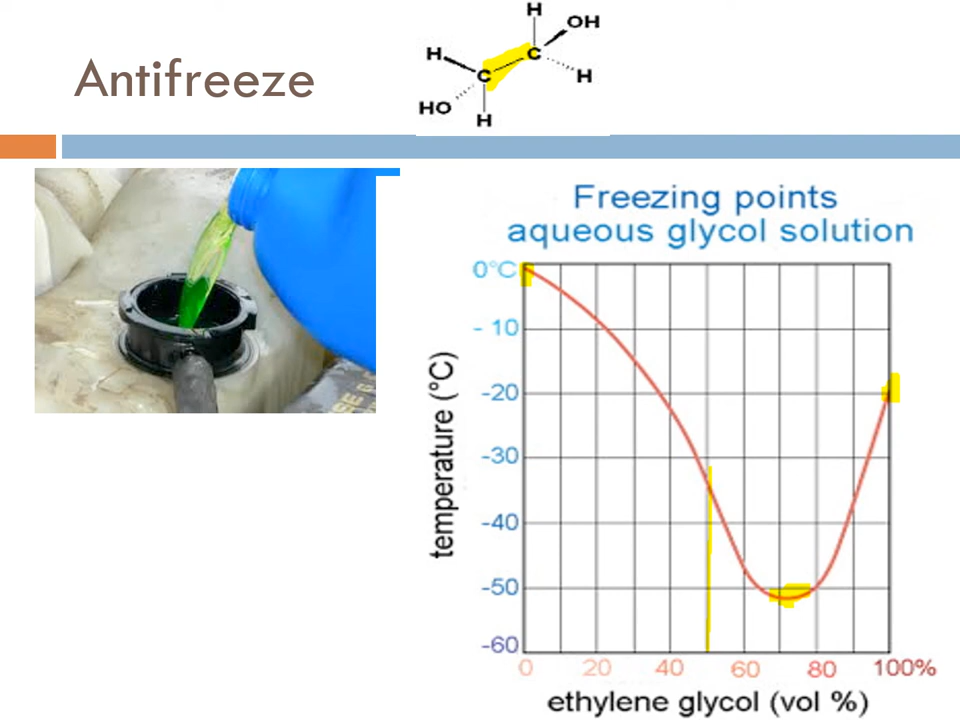 Antifreeze
H
OH
H
C
C
H
HO
H
Freezing points
aqueous glycol solution
0°C
- 10
-20
-30
-40
-50
-60
temperature (°C)
0 20 40 60 80 100%
ethylene glycol (vol %)